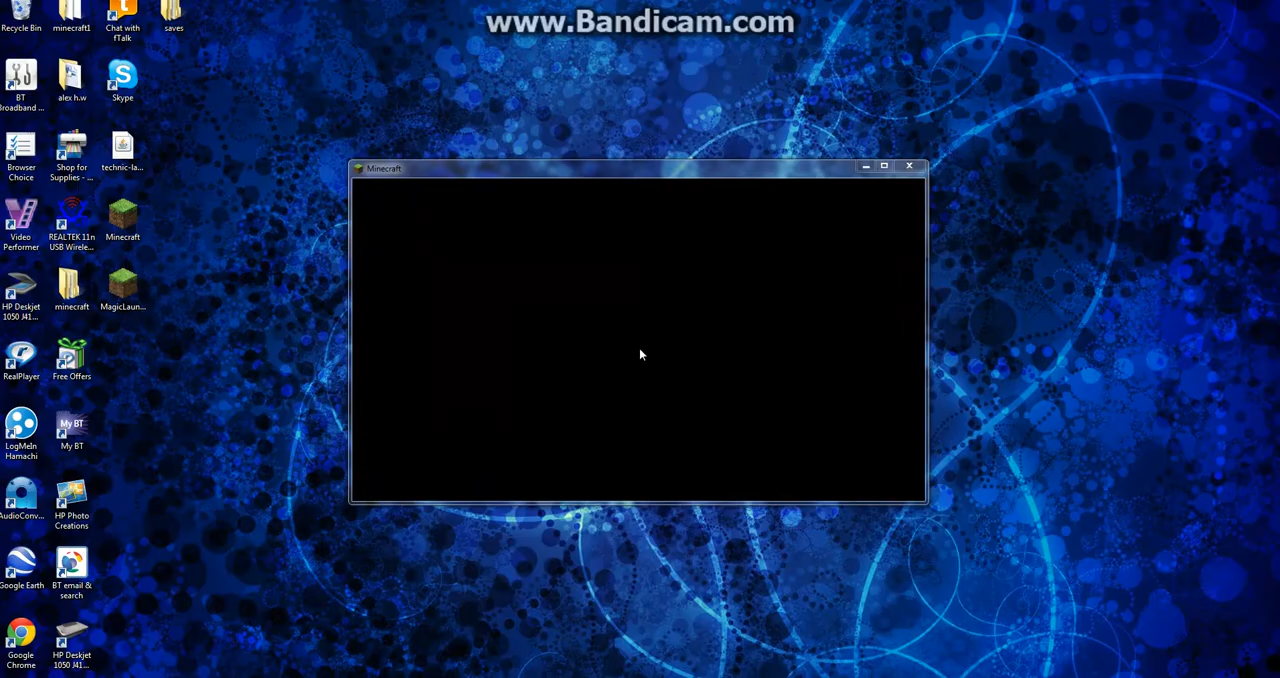 www.Bandicam.com
Recycle Bin
minecraft1
Chat with
fTalk
saves
BT
Broadband ...
alex h.w
Skype
Browser
Choice
Shop for
Supplies - ...
technic-la...
Video
Performer
REALTEK 11n
USB Wirele...
Minecraft
HP Deskjet
1050 J41...
minecraft
MagicLaun...
RealPlayer
Free Offers
LogMeIn
Hamachi
My BT
My BT
AudioConv...
HP Photo
Creations
Google Earth
BT email &
search
Google
Chrome
HP Deskjet
1050 J41...
Minecraft